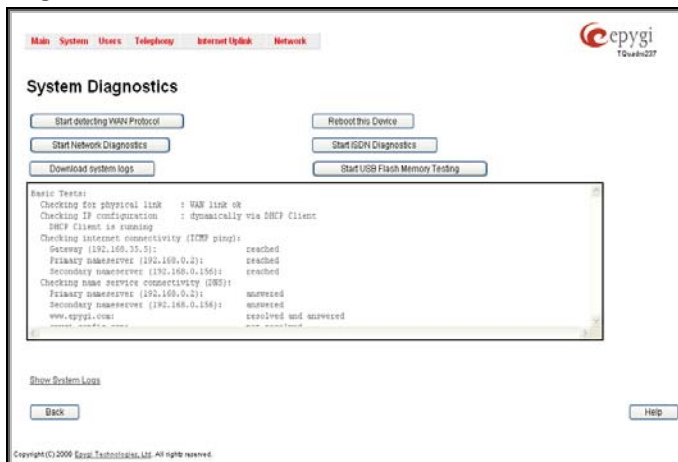 Main System Users Telephony Internet Uplink Network
epygi
TQuadro237
System Diagnostics
Start detecting WAN Protocol Reboot this Device
Start Network Diagnostics Start ISDN Diagnostics
Download system logs Start USB Flash Memory Testing
Basic Tests:
Checking for physical link : WAN link ok
Checking IP configuration : dynamically via DHCP Client
DHCP Client is running
Checking internet connectivity (ICMP ping):
Gateway (192.168.35.5): reached
Primary nameserver (192.168.0.2): reached
Secondary nameserver (192.168.0.156): reached
Checking name service connectivity (DNS):
Primary nameserver (192.168.0.2): answered
Secondary nameserver (192.168.0.156): answered
www.epygi.com: resolved and answered
Show System Logs
Back Help
Copyright (C) 2006 Epygi Technologies, Ltd. All rights reserved.